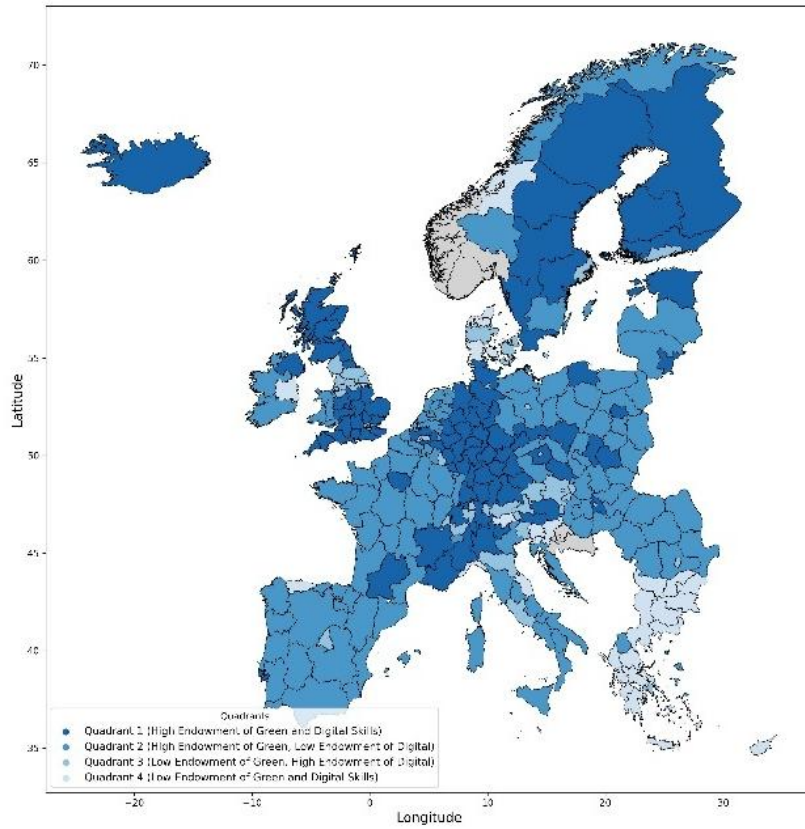 70
65
60
55
50
45
40
35
Latitude
Quadrants
Quadrant 1 (High Endowment of Green and Digital Skills)
Quadrant 2 (High Endowment of Green, Low Endowment of Digital)
Quadrant 3 (Low Endowment of Green, High Endowment of Digital)
Quadrant 4 (Low Endowment of Green and Digital Skills)
−20 −10 0 10 20 30
Longitude